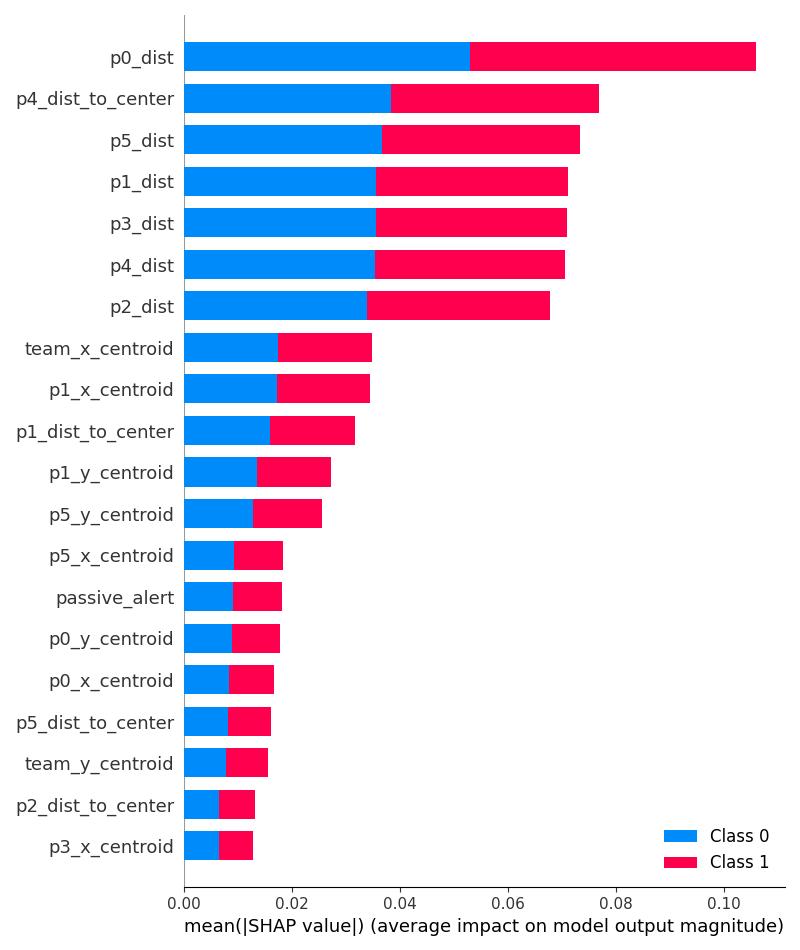 p0_dist
p4_dist_to_center
p5_dist
p1_dist
p3_dist
p4_dist
p2_dist
team_x_centroid
p1_x_centroid
p1_dist_to_center
p1_y_centroid
p5_y_centroid
p5_x_centroid
passive_alert
p0_y_centroid
p0_x_centroid
p5_dist_to_center
team_y_centroid
p2_dist_to_center
p3_x_centroid
Class 0
Class 1
0.00 0.02 0.04 0.06 0.08 0.10
mean(|SHAP value|) (average impact on model output magnitude)